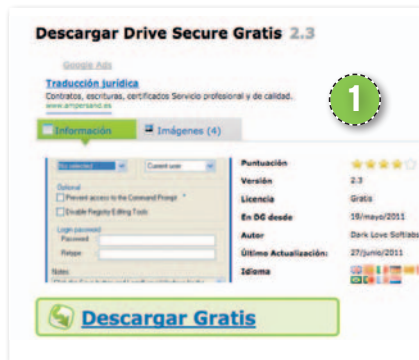 Descargar Drive Secure Gratis 2.3
Google Ads
Traducción jurídica
Contratos, escrituras, certificados Servicio profesional y de calidad.
www.ampersand.es
1
Información
Imágenes (4)
No selected
Current user
Optional
Prevent access to the Command Prompt *
Disable Registry Editing Tools
Login password
Password
Retype
Notes
Puntuación
Versión 2.3
Licencia Gratis
En DG desde 19/mayo/2011
Autor Dark Love Softlabs
Última Actualización: 27/junio/2011
Idioma
Descargar Gratis